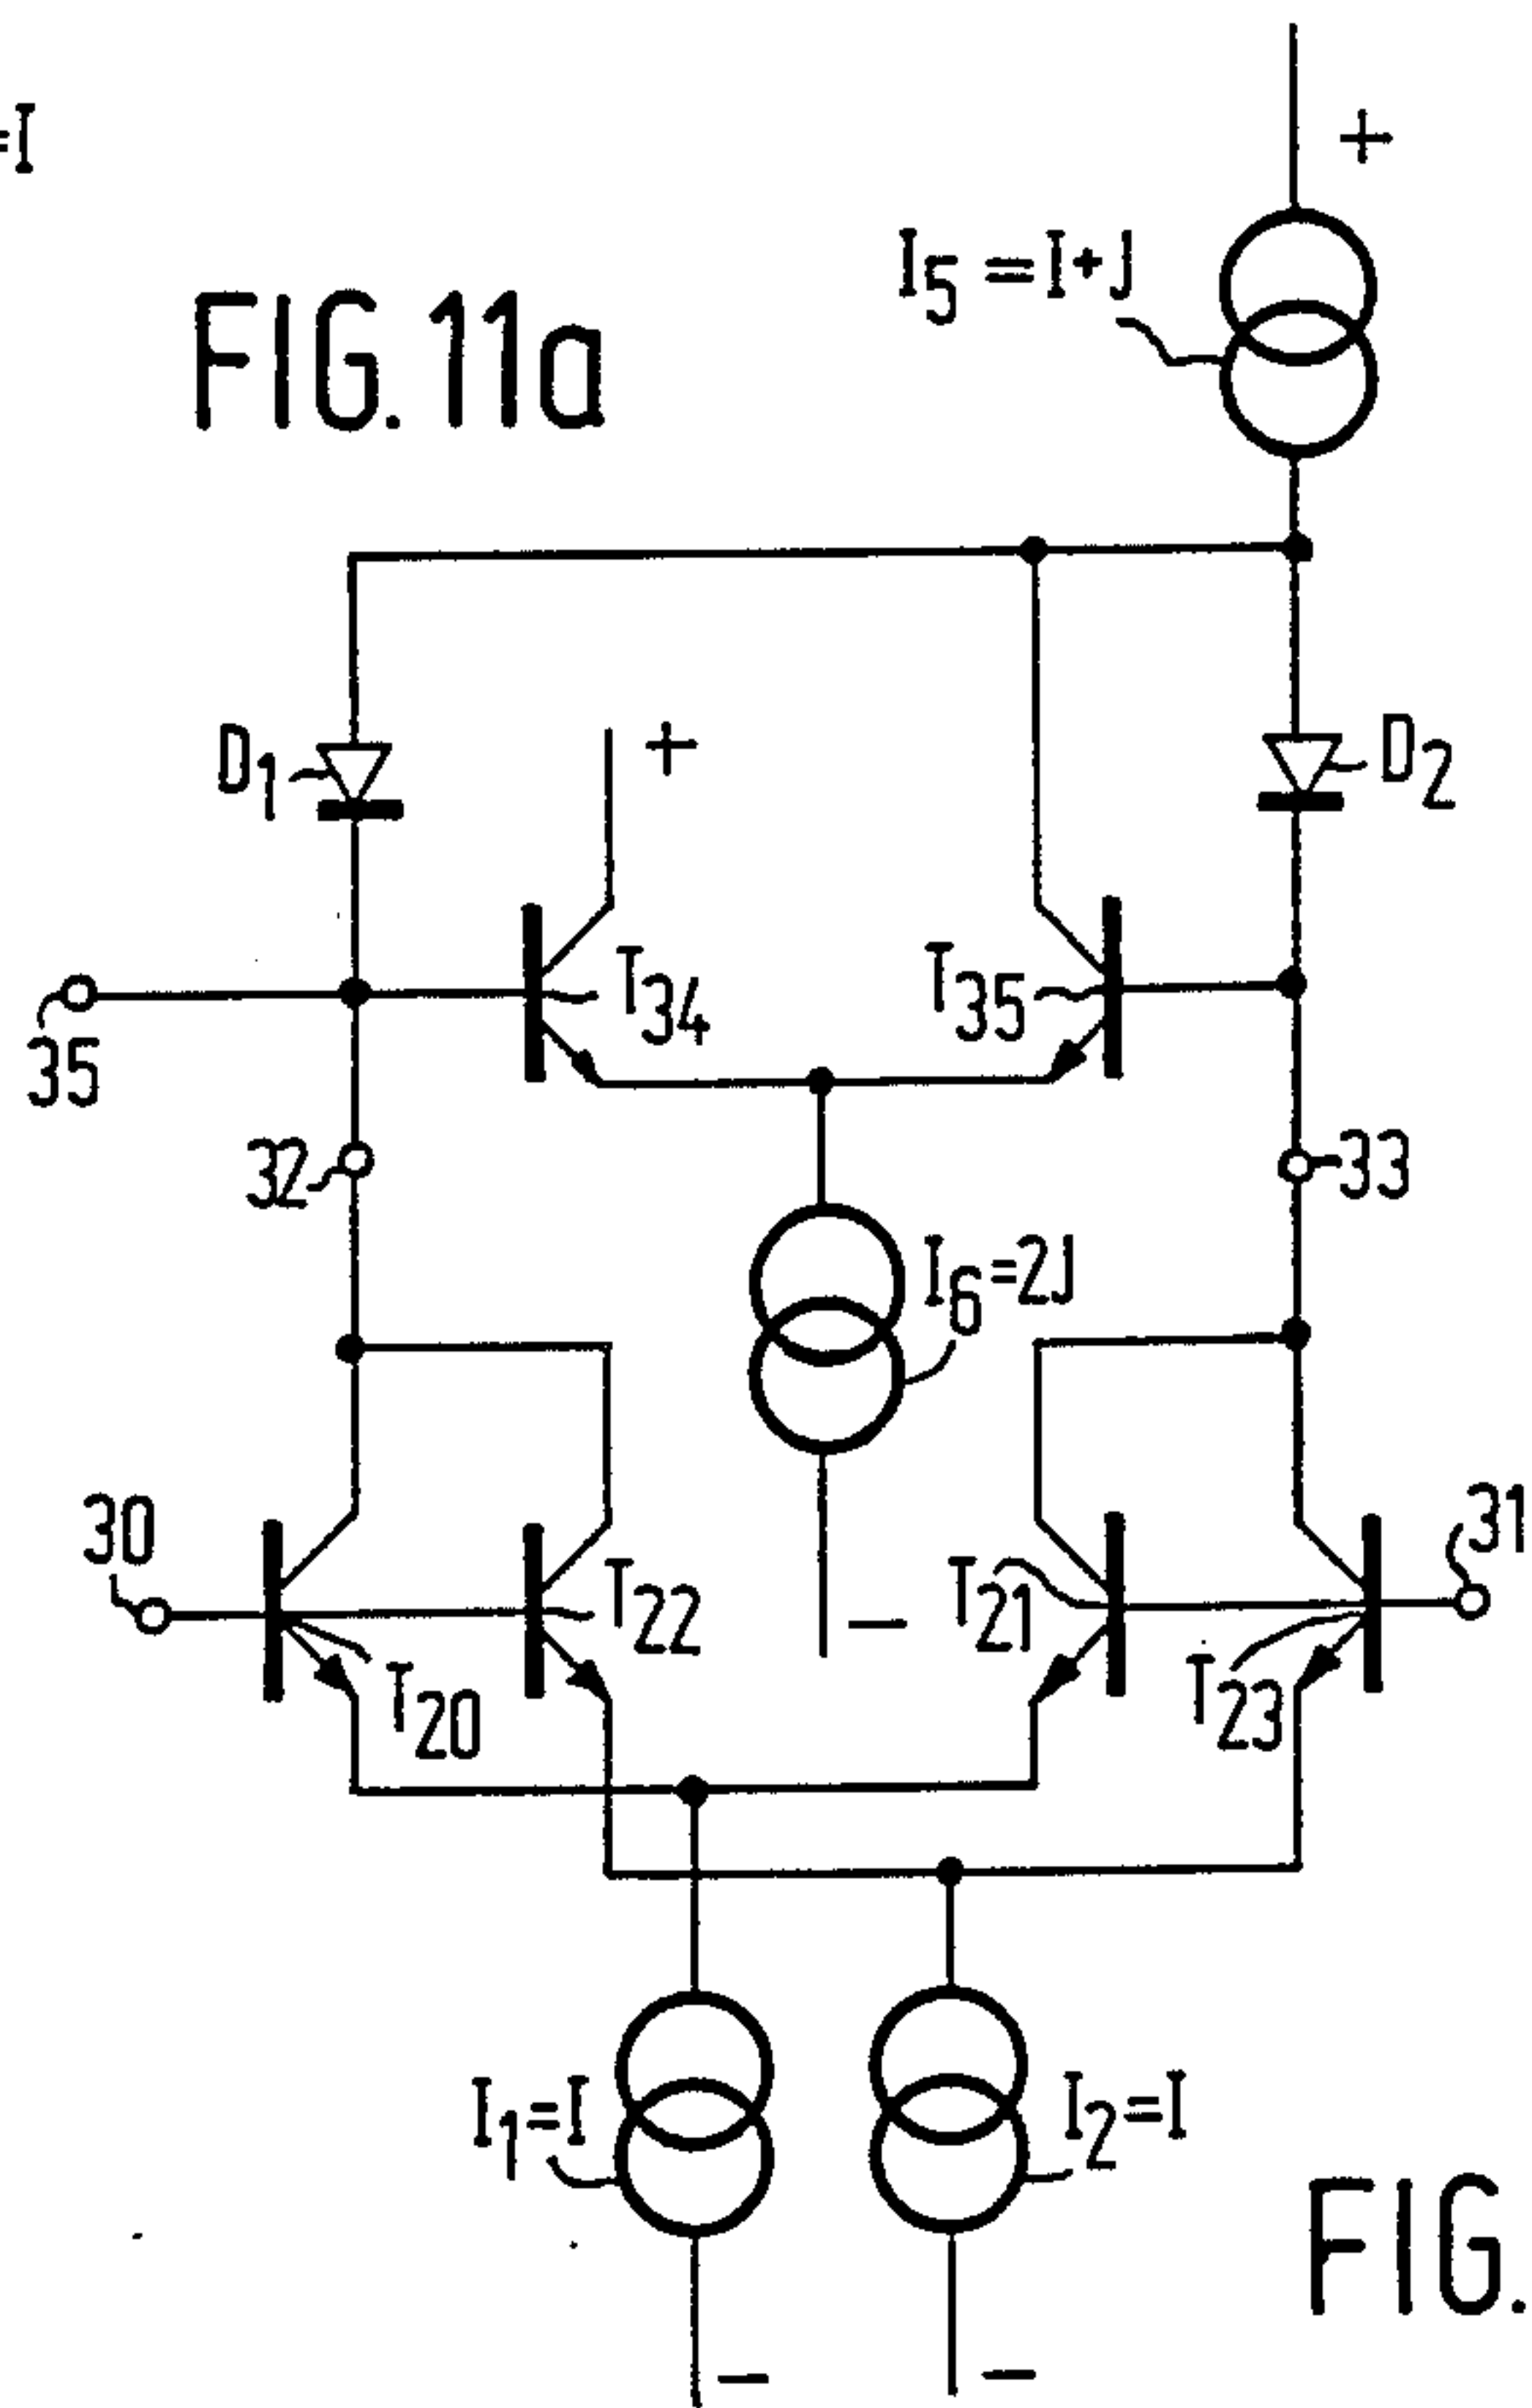 =I
+
I5 = I + J
FIG. 11a
D1
+
D2
T34
T35
35
32
33
I6 = 2J
30
31
T22
T21
T20
T23
−
I1 = I
I2 = I
FIG.
−
−